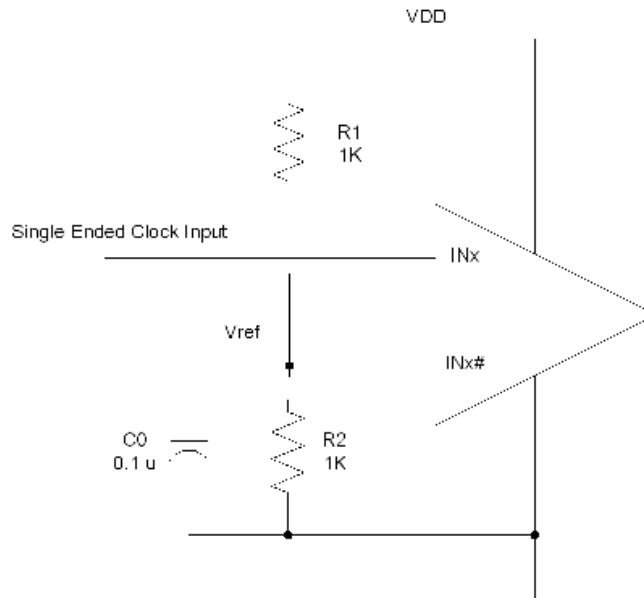 VDD
R1
1K
Single Ended Clock Input
INx
Vref
INx#
C0
0.1 u
R2
1K